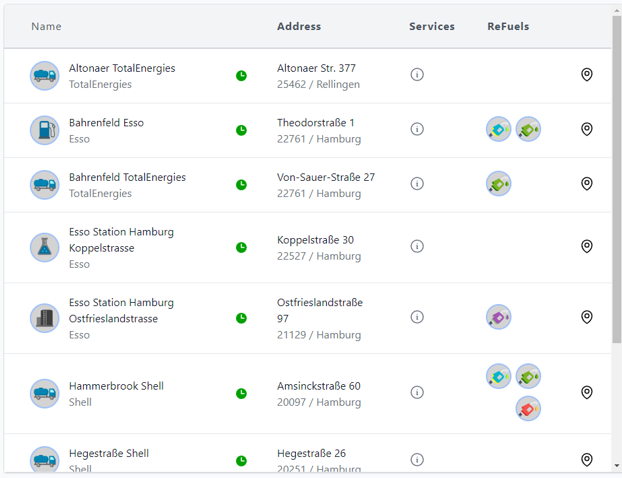 Name Address Services ReFuels
Altonaer TotalEnergies Altonaer Str. 377
TotalEnergies 25462 / Rellingen
Bahrenfeld Esso Theodorstraße 1
Esso 22761 / Hamburg
Bahrenfeld TotalEnergies Von-Sauer-Straße 27
TotalEnergies 22761 / Hamburg
Esso Station Hamburg
Koppelstrasse
Esso
Koppelstraße 30
22527 / Hamburg
Esso Station Hamburg
Ostfrieslandstrasse
Esso
Ostfrieslandstraße
97
21129 / Hamburg
Hammerbrook Shell Amsinckstraße 60
Shell 20097 / Hamburg
Hegestraße Shell Hegestraße 26
Shell 20251 / Hamburg